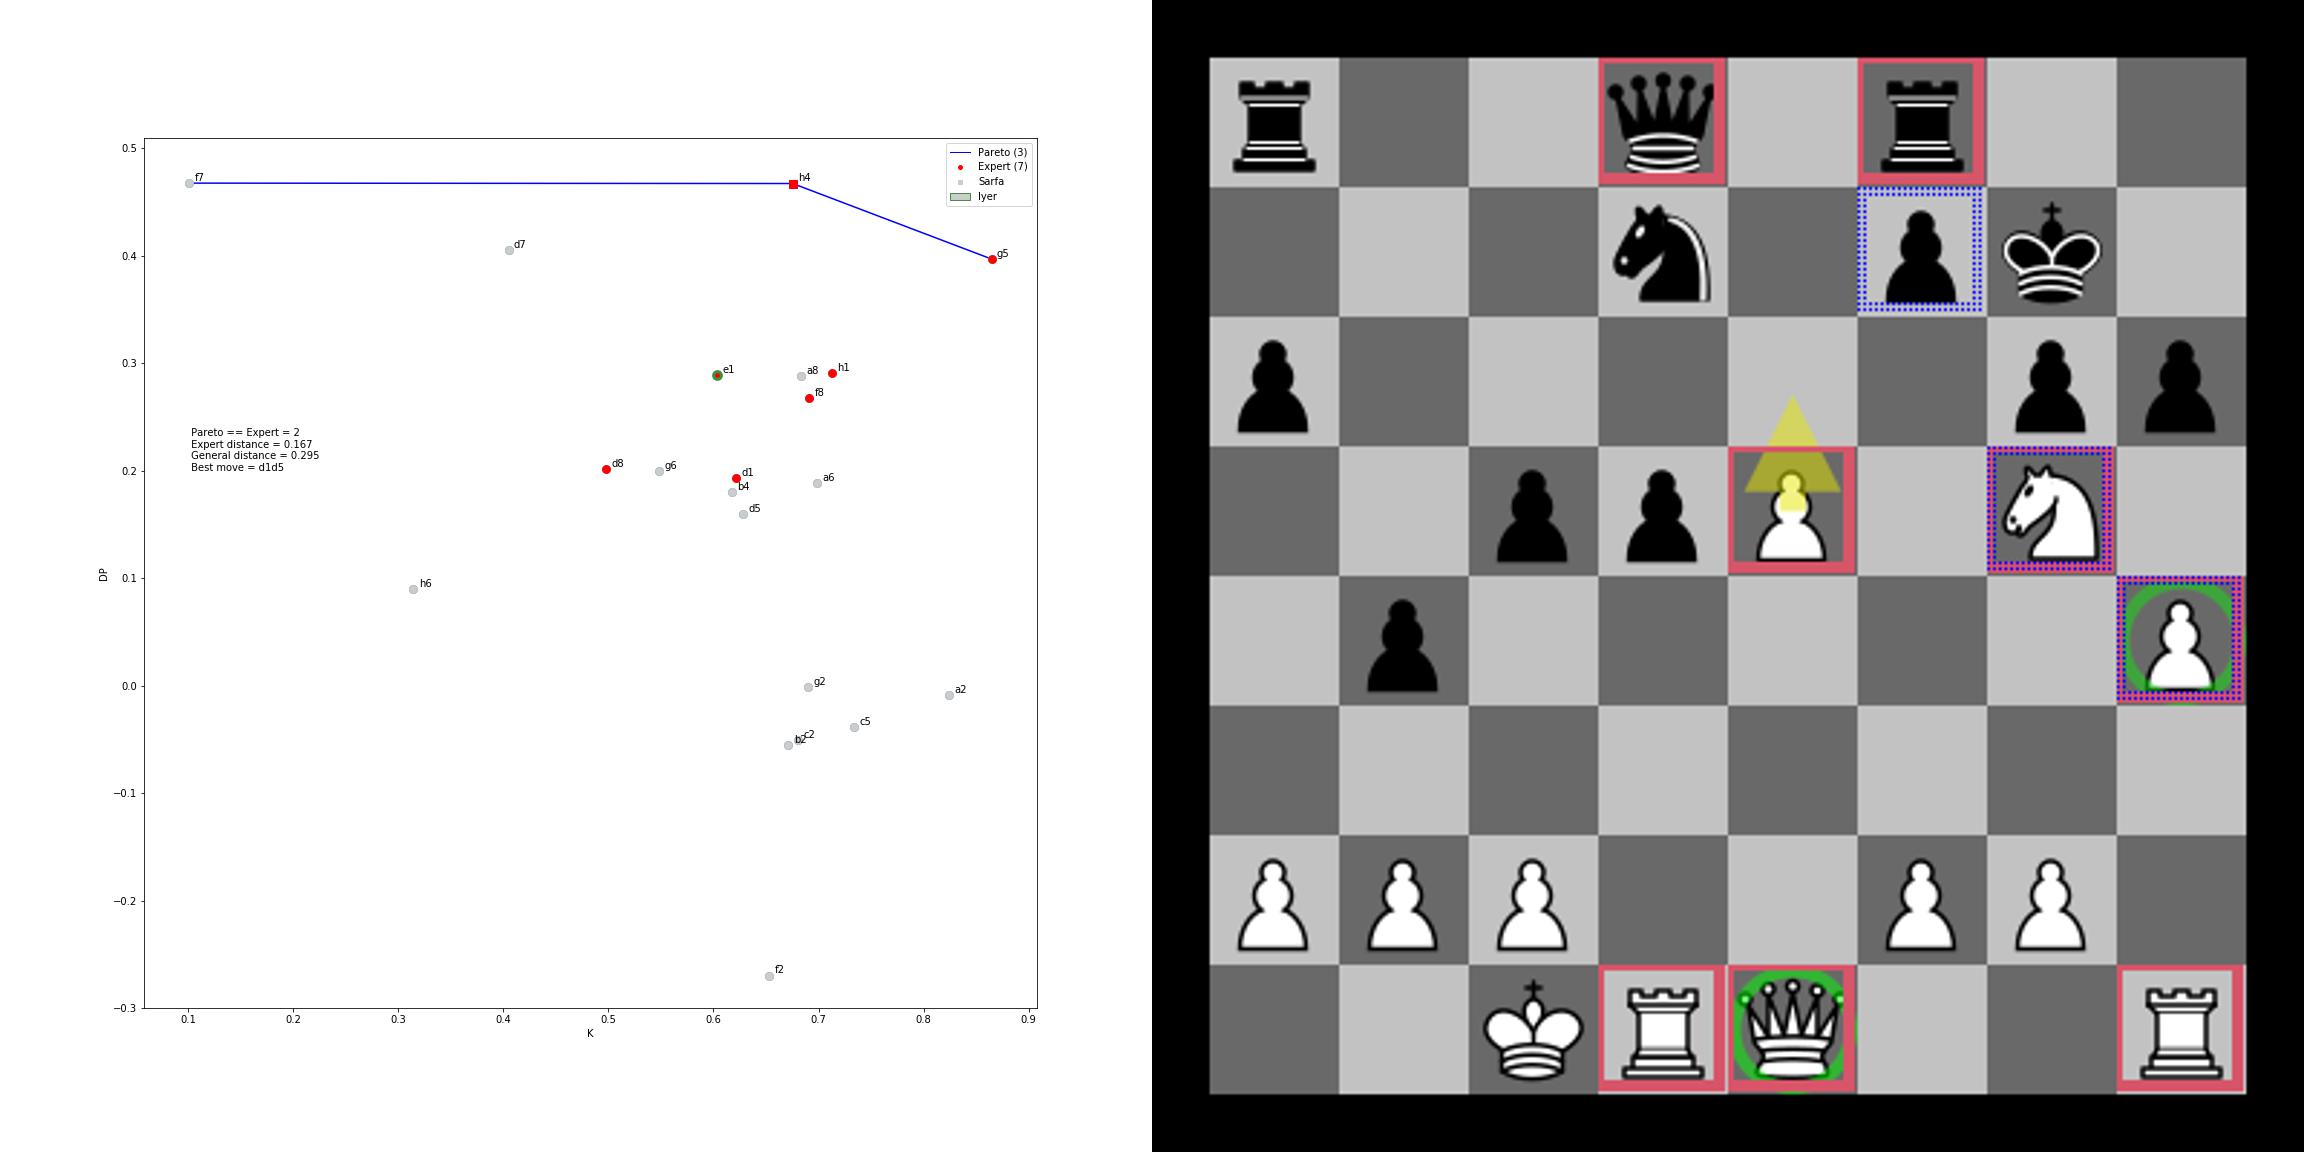 Pareto (3)
Expert (7)
Sarfa
Iyer
0.5
f7
h4
d7
0.4
g5
0.3
e1
a8
h1
f8
Pareto == Expert = 2
Expert distance = 0.167
General distance = 0.295
Best move = d1d5
0.2
d8
g6
d1
b4
a6
d5
DP
0.1
h6
0.0
g2
a2
c5
c2
b2
−0.1
−0.2
f2
−0.3
0.1 0.2 0.3 0.4 0.5 0.6 0.7 0.8 0.9
K